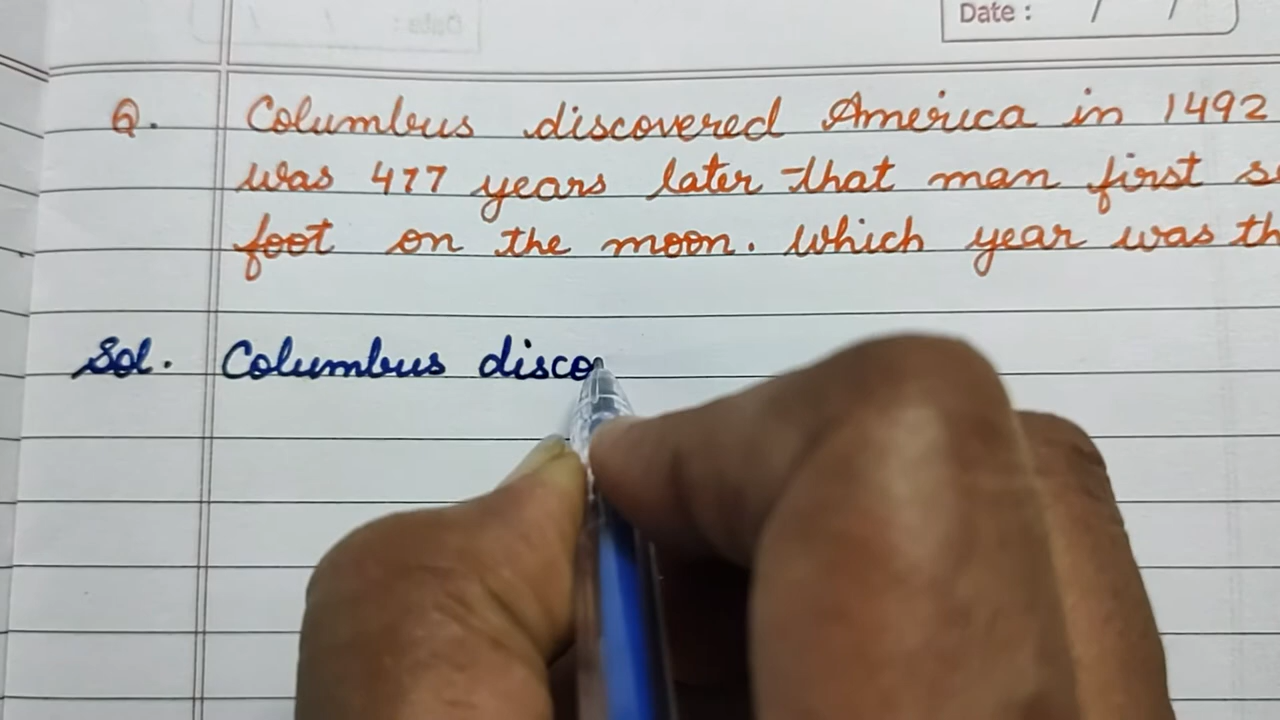 Date : / /
Q. Columbus discovered America in 1492
was 477 years later that man first
foot on the moon. Which year was
Sol. Columbus disco